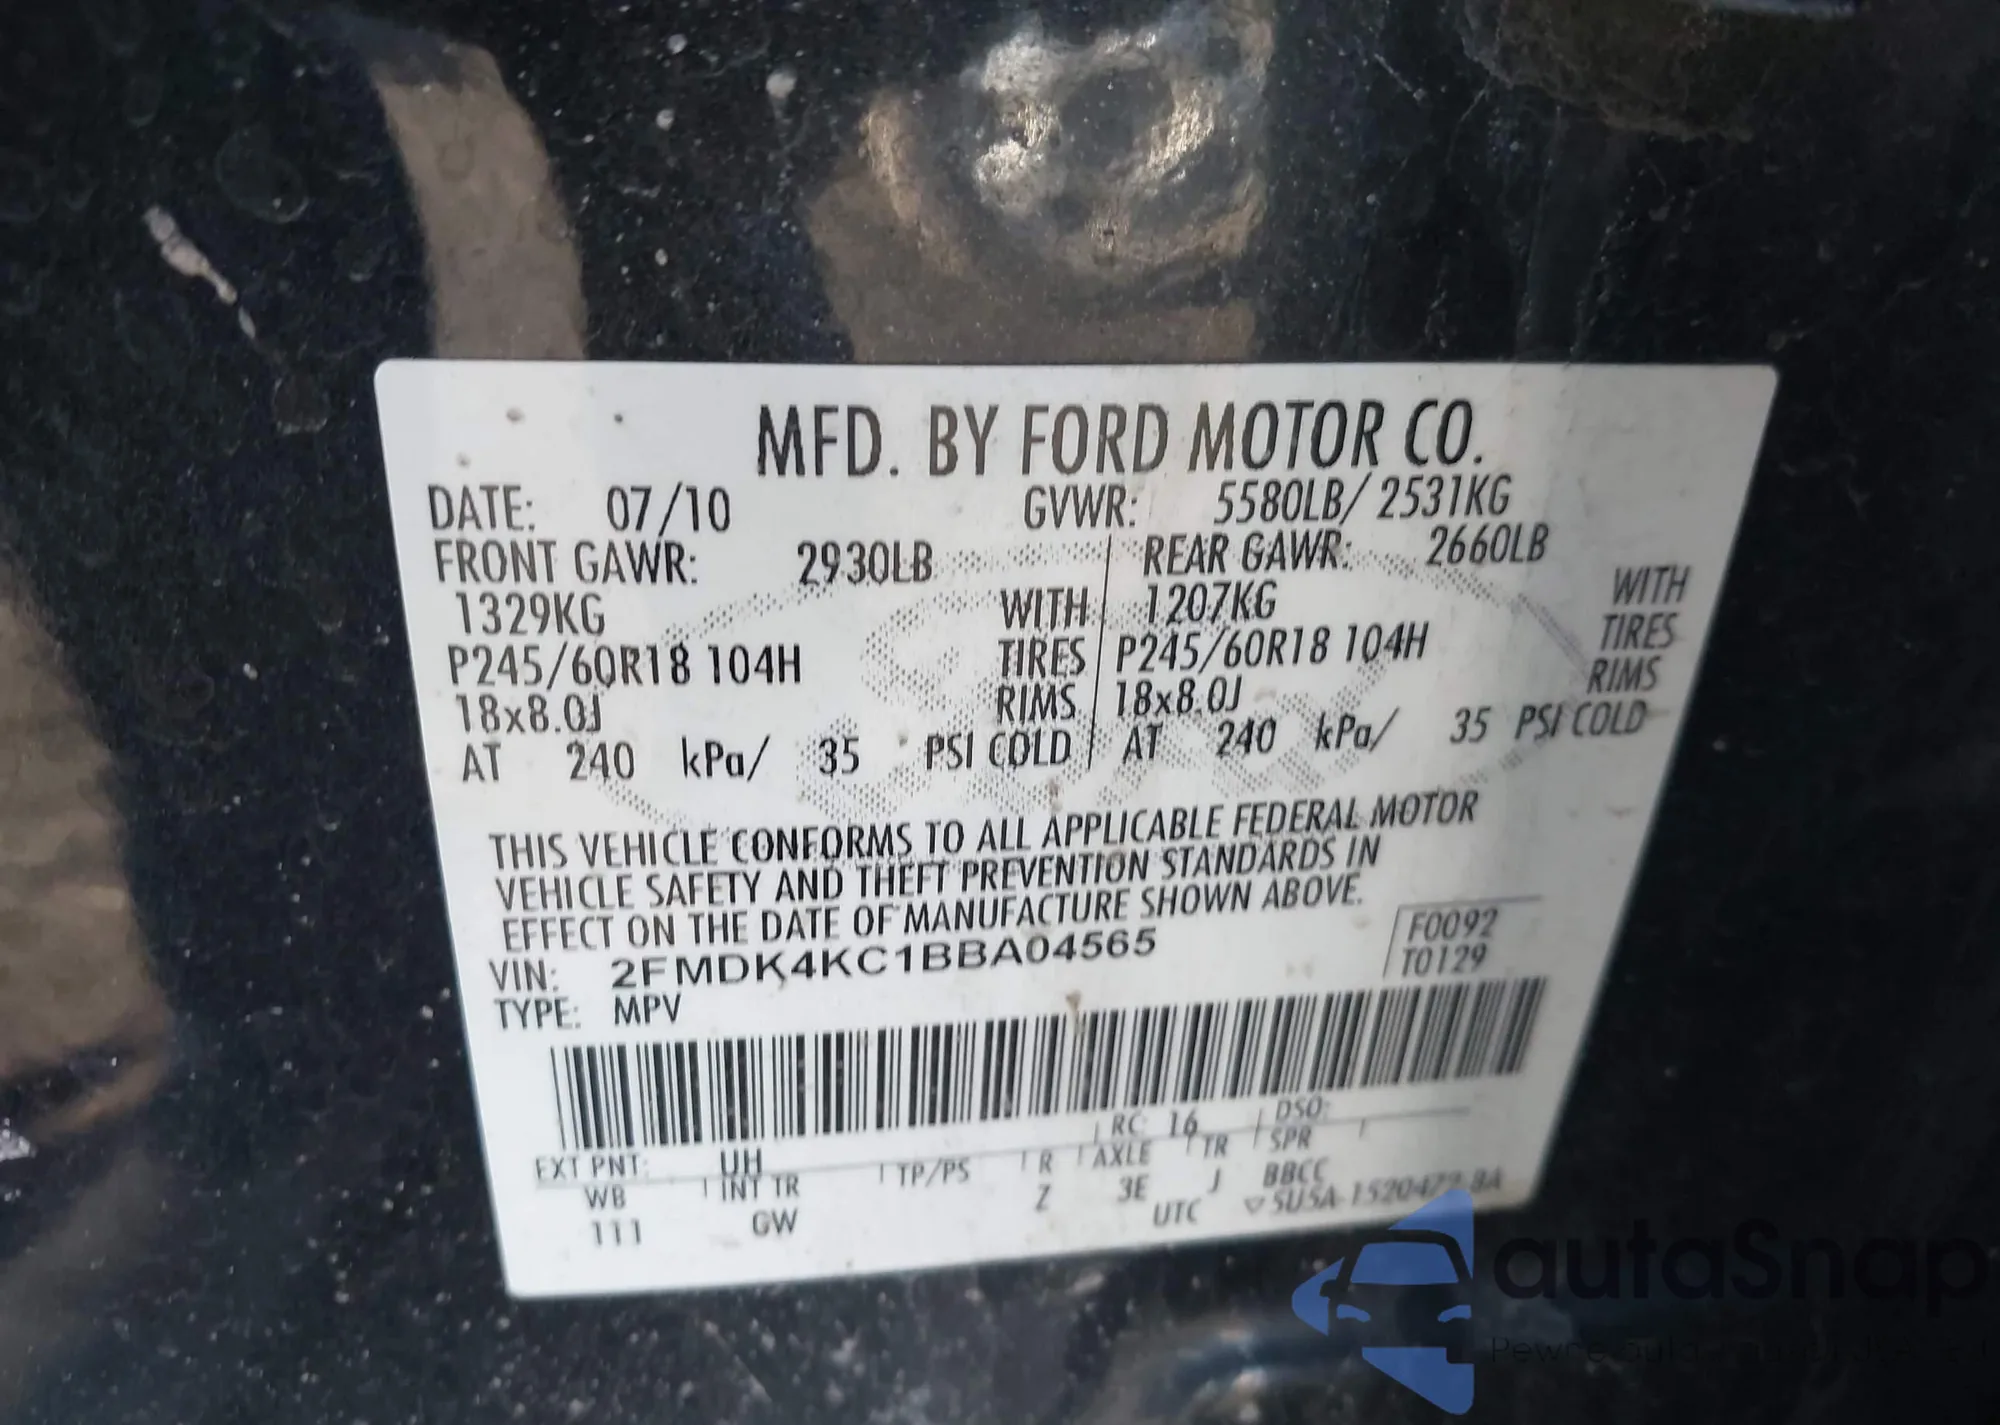 MFD. BY FORD MOTOR CO.
DATE: 07/10 GVWR: 5580LB/ 2531KG
FRONT GAWR: 2930LB REAR GAWR: 2660LB
1329KG WITH 1207KG WITH
P245/60R18 104H TIRES P245/60R18 104H TIRES
18x8.0J RIMS 18x8.0J RIMS
AT 240 kPa/ 35 PSI COLD AT 240 kPa/ 35 PSI COLD
THIS VEHICLE CONFORMS TO ALL APPLICABLE FEDERAL MOTOR
VEHICLE SAFETY AND THEFT PREVENTION STANDARDS IN
EFFECT ON THE DATE OF MANUFACTURE SHOWN ABOVE.
VIN: 2FMDK4KC1BBA04565
F0092
T0129
TYPE: MPV
EXT PNT: UH RC: 16 DSO:
WB INT TR TP/PS R AXLE TR SPR
111 GW Z 3E J BBCC
UTC ▽ SU5A-1520472-BA
autaSnap